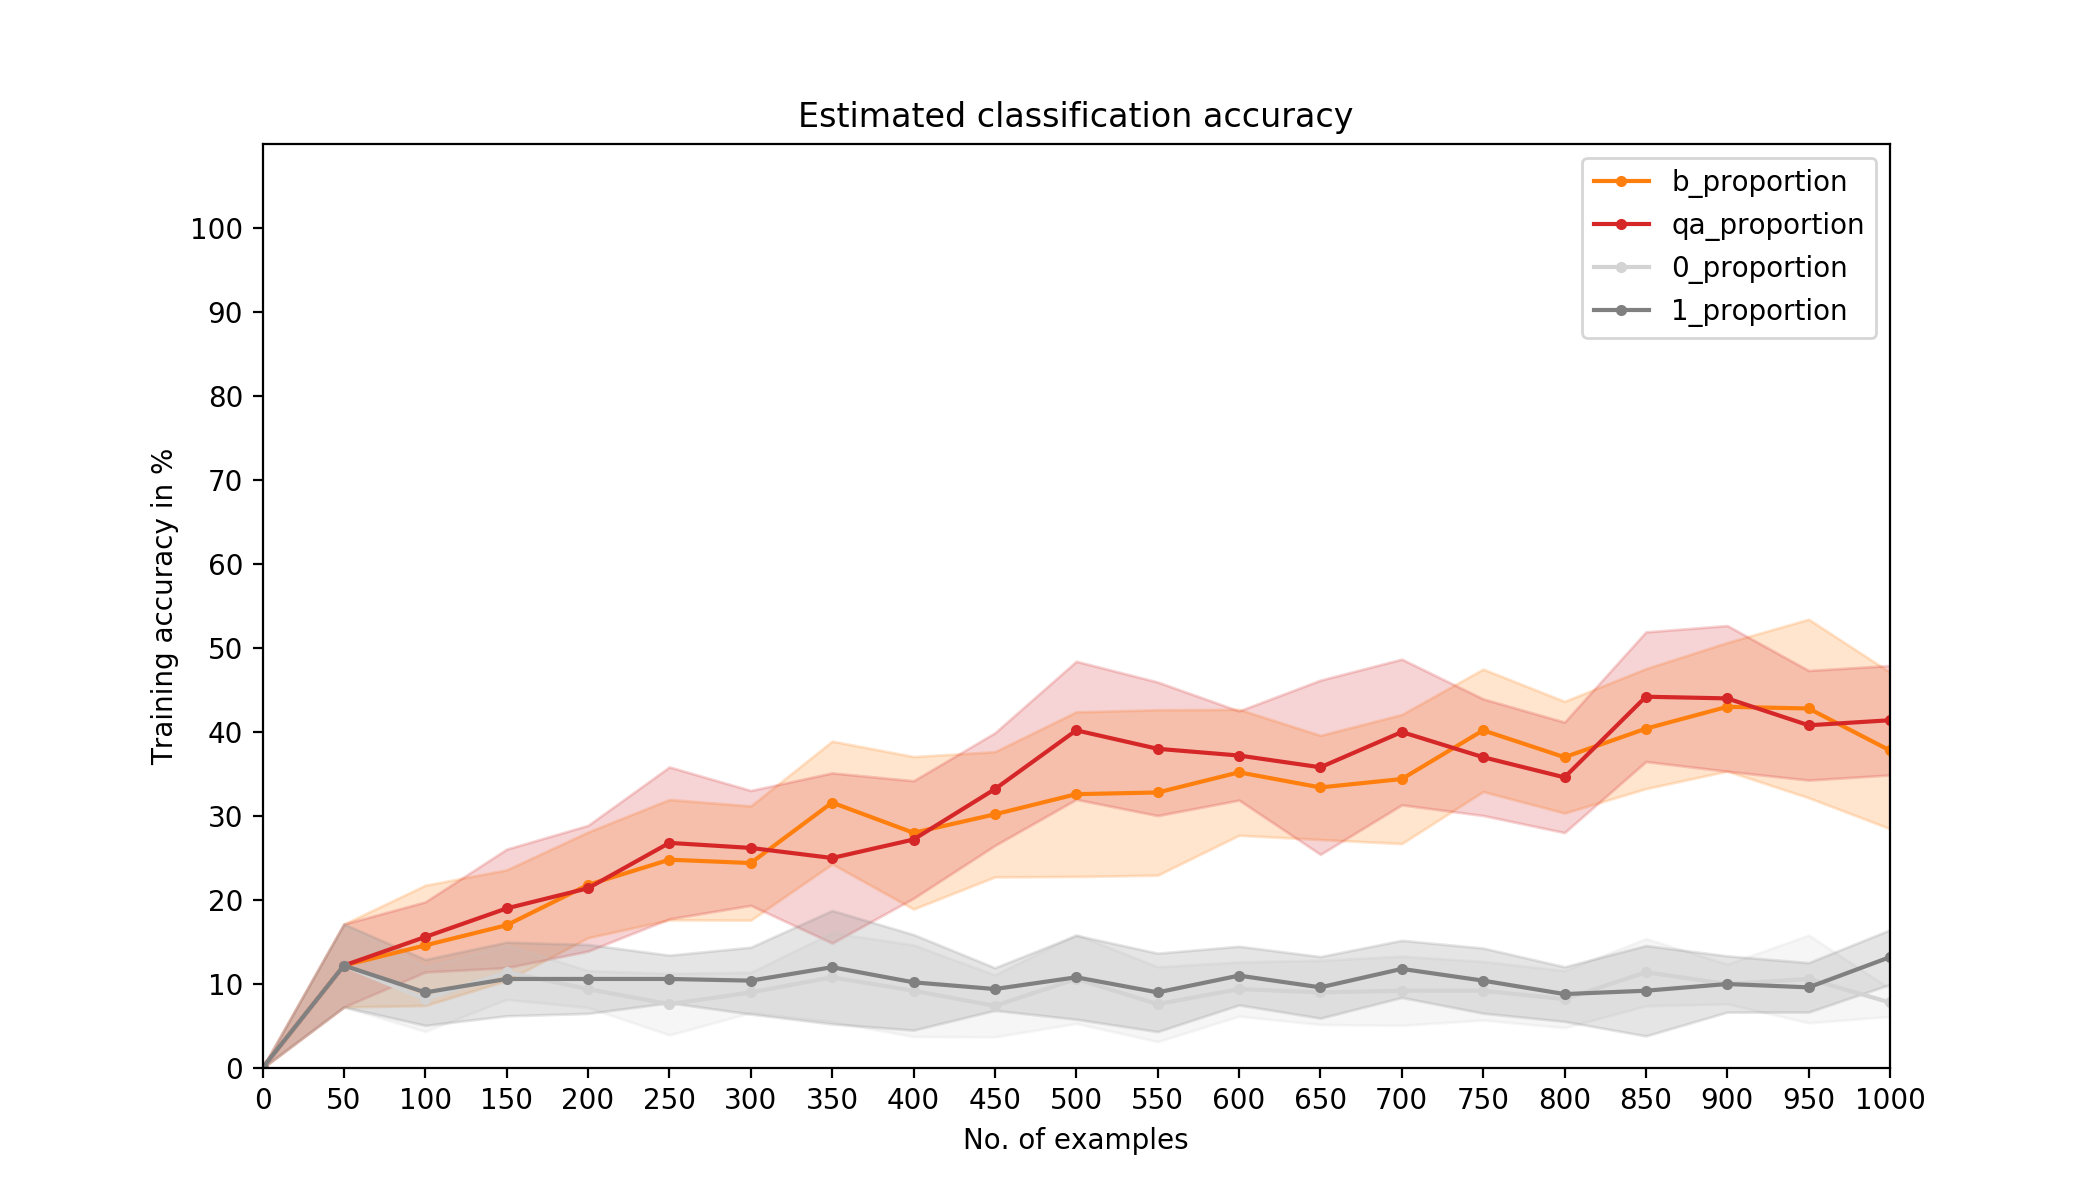 Estimated classification accuracy
b_proportion
qa_proportion
0_proportion
1_proportion
Training accuracy in %
100
90
80
70
60
50
40
30
20
10
0
0 50 100 150 200 250 300 350 400 450 500 550 600 650 700 750 800 850 900 950 1000
No. of examples